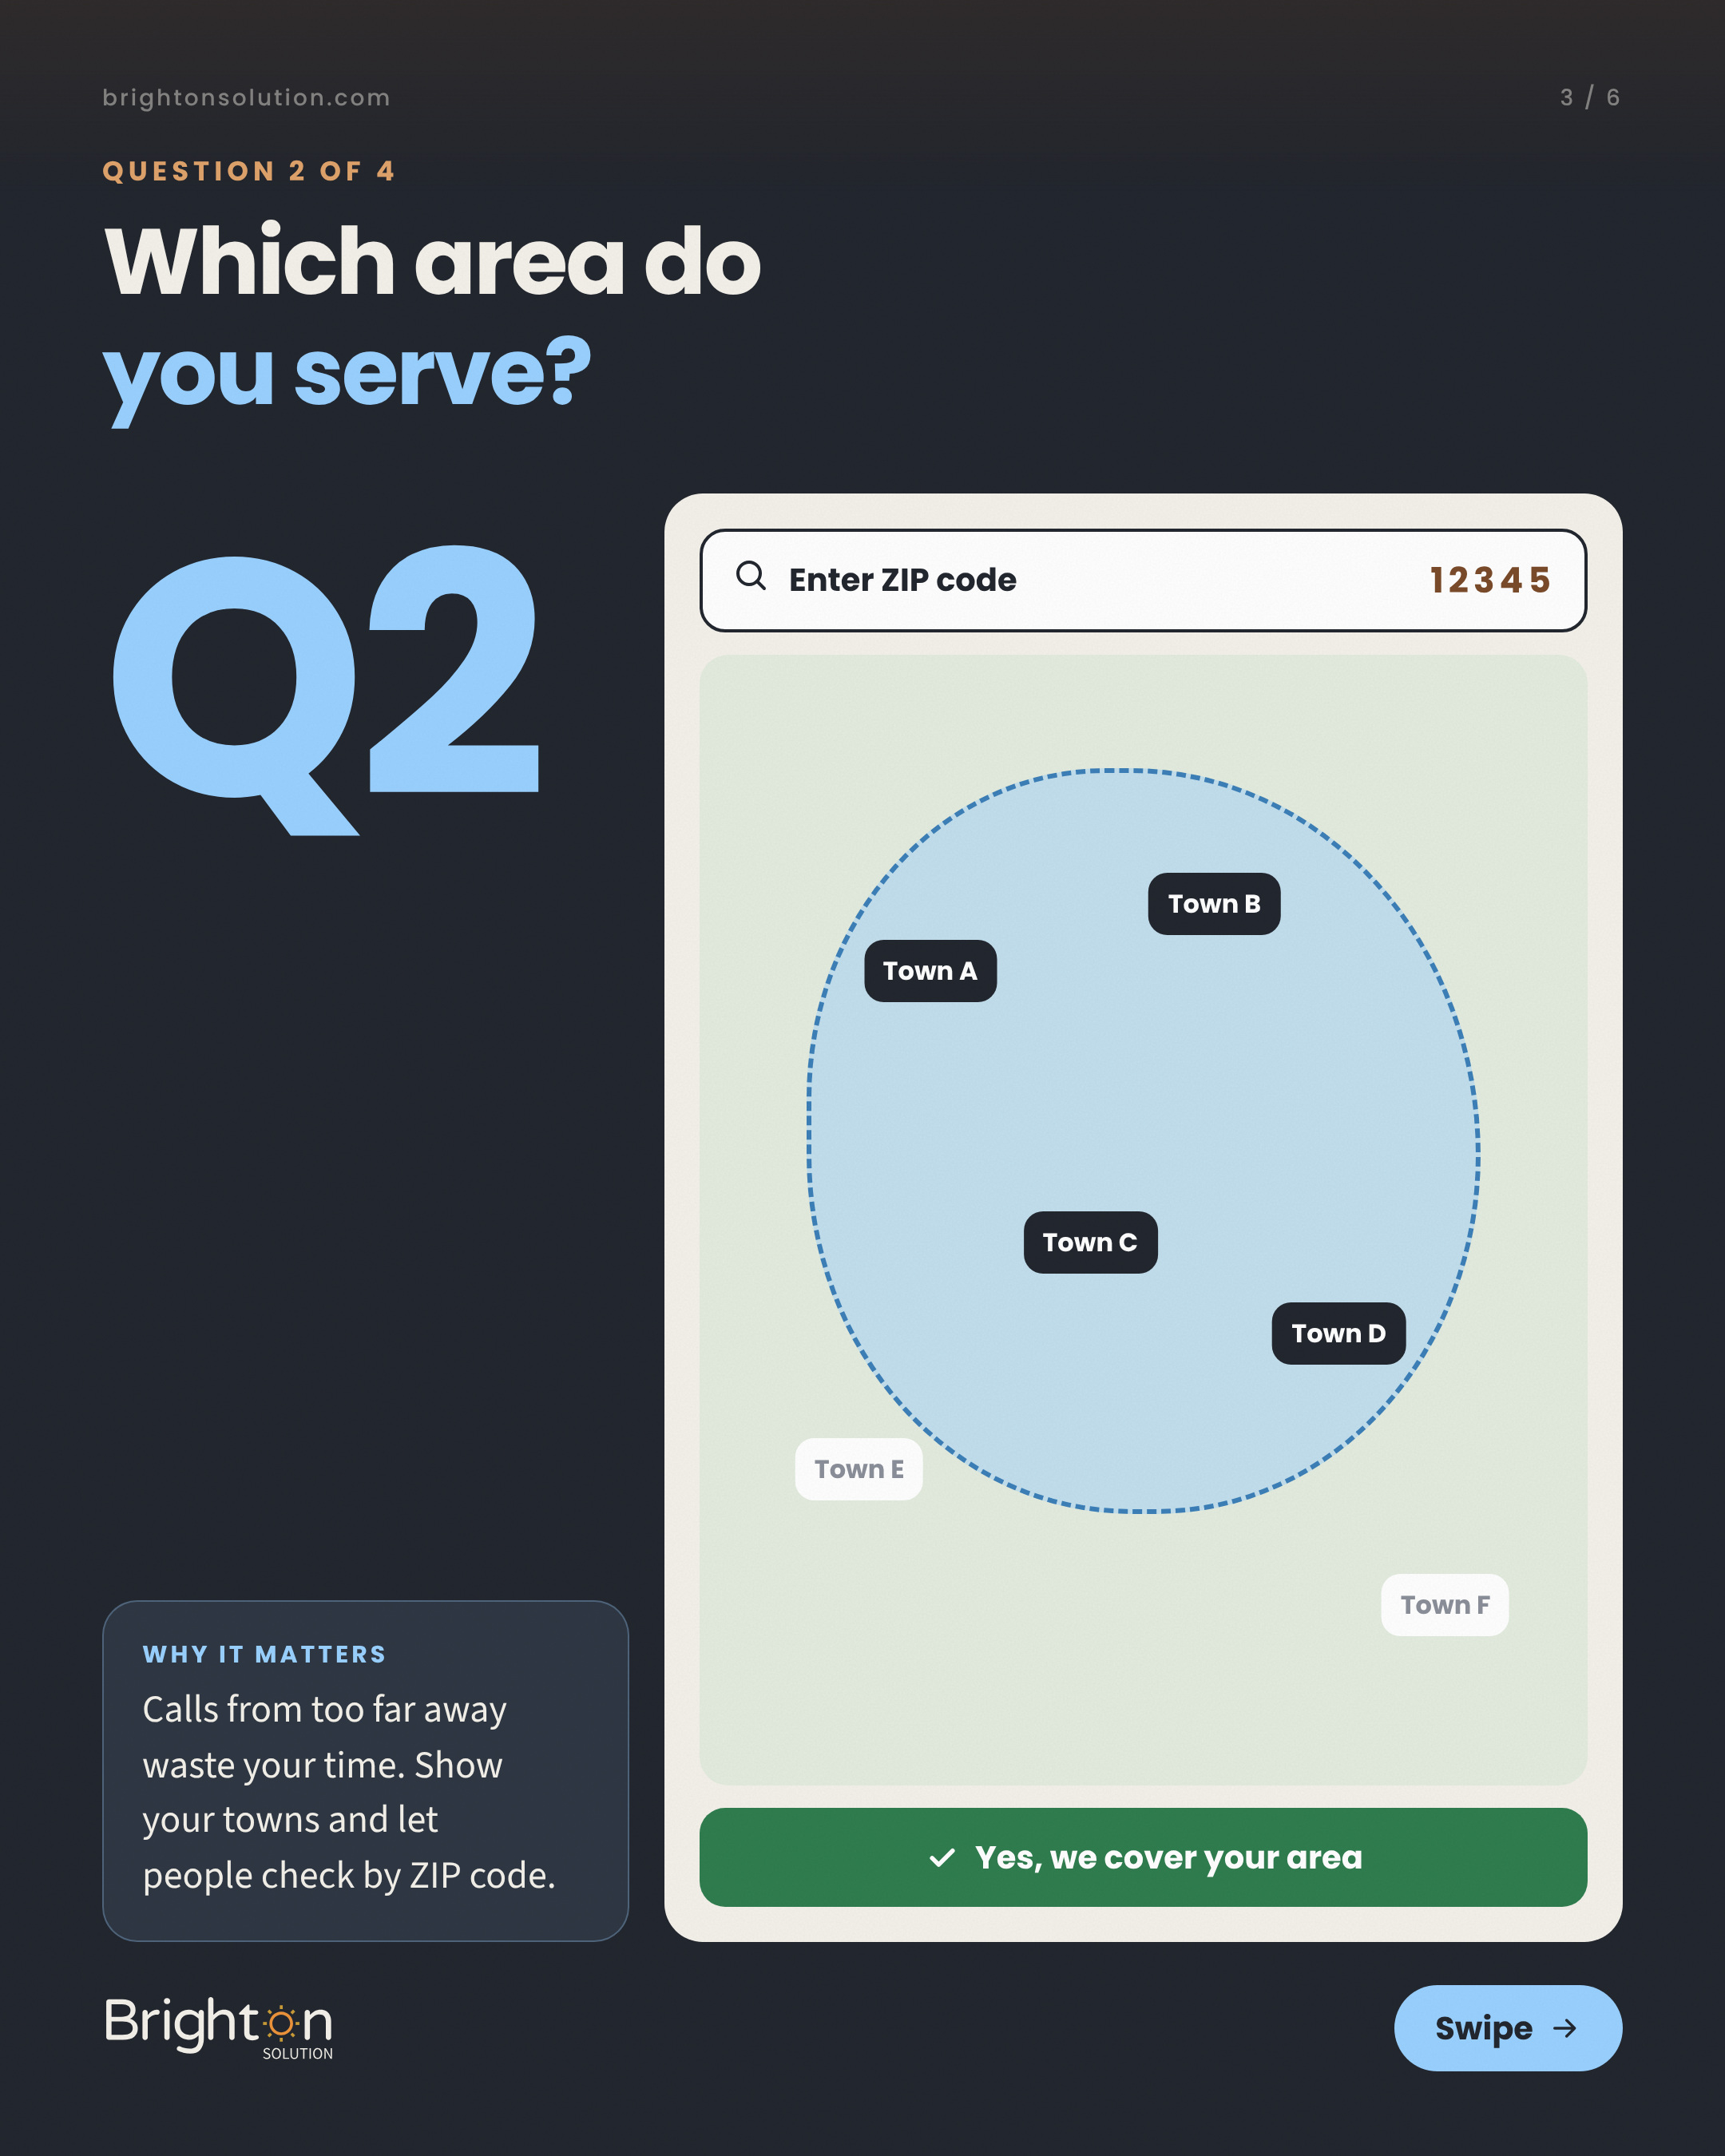 brightonsolution.com
3 / 6
QUESTION 2 OF 4
Which area do
you serve?
Q2
Enter ZIP code
12345
Town B
Town A
Town C
Town D
Town E
Town F
Yes, we cover your area
WHY IT MATTERS
Calls from too far away
waste your time. Show
your towns and let
people check by ZIP code.
Brighton
SOLUTION
Swipe →